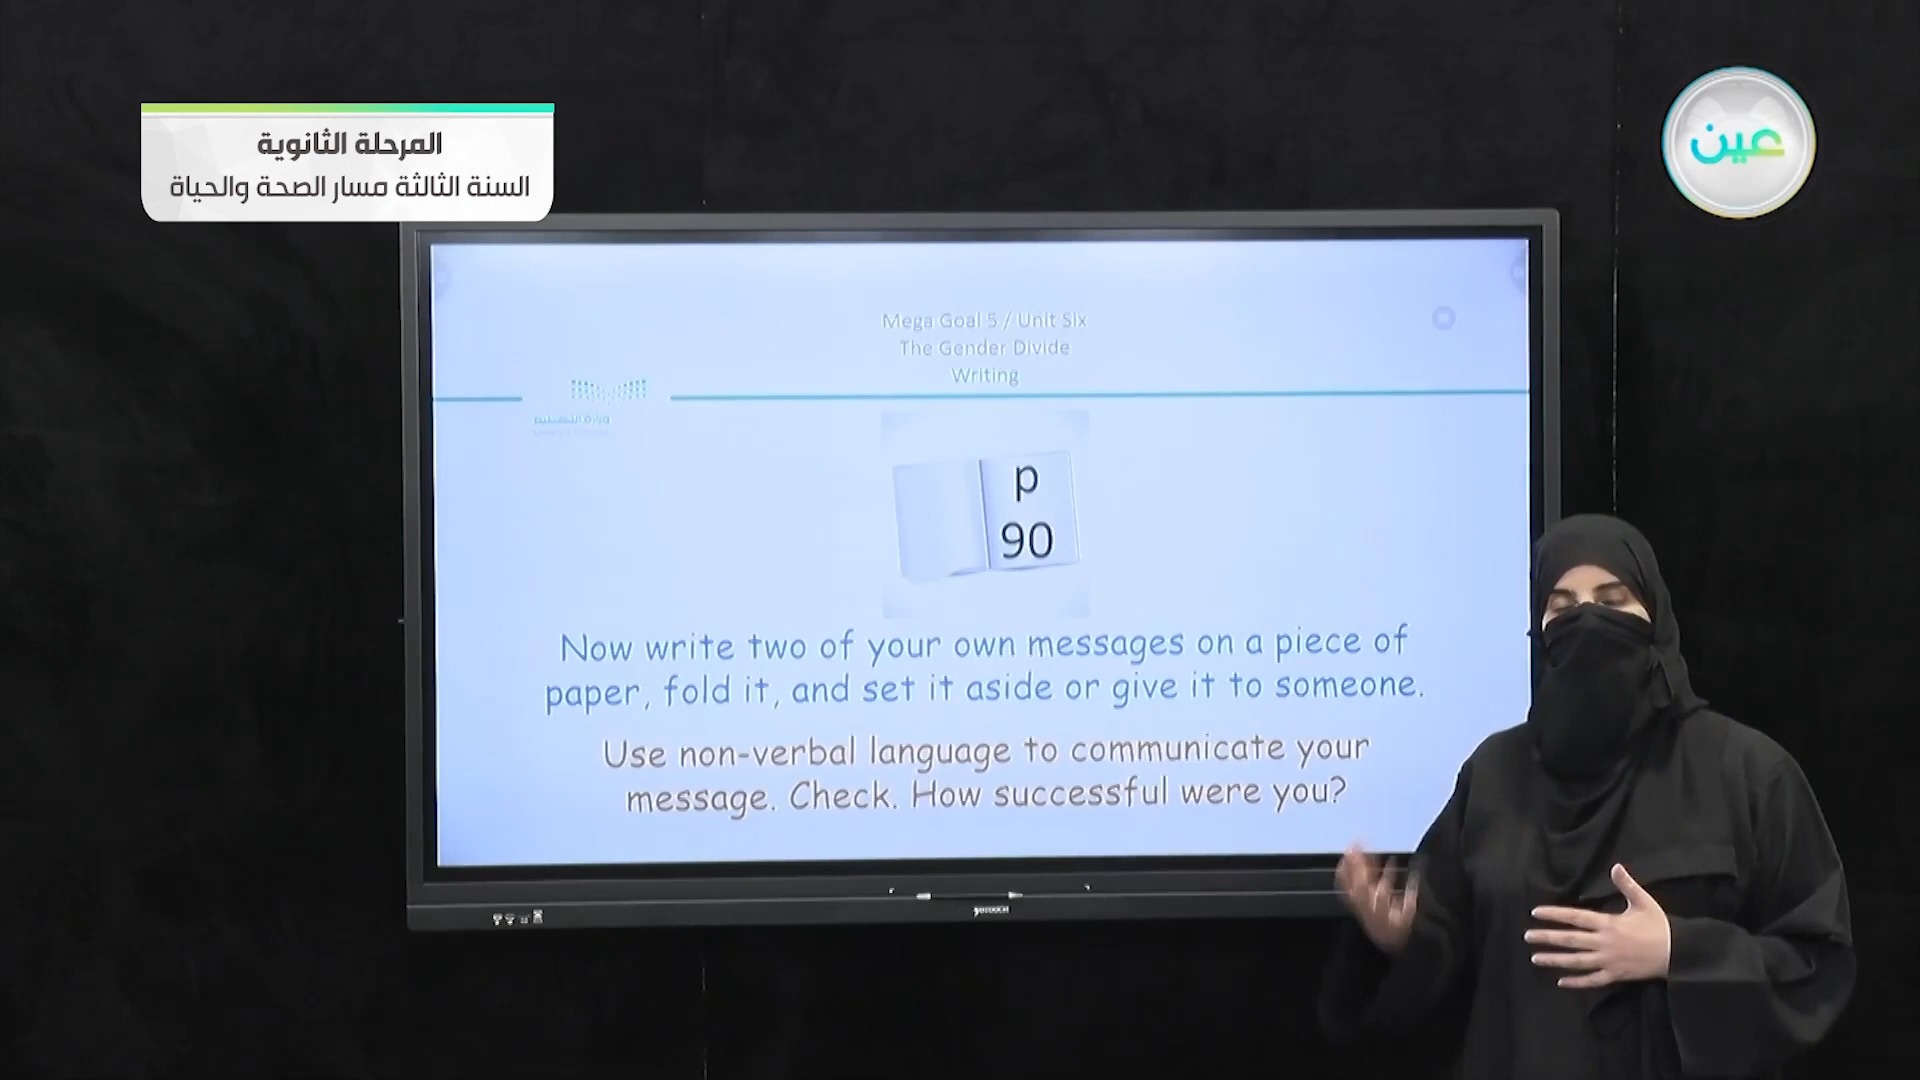 المرحلة الثانوية
السنة الثالثة مسار الصحة والحياة
عين
Mega Goal 5 / Unit Six
The Gender Divide
Writing
وزارة التعليم
p
90
Now write two of your own messages on a piece of
paper, fold it, and set it aside or give it to someone.
Use non-verbal language to communicate your
message. Check. How successful were you?